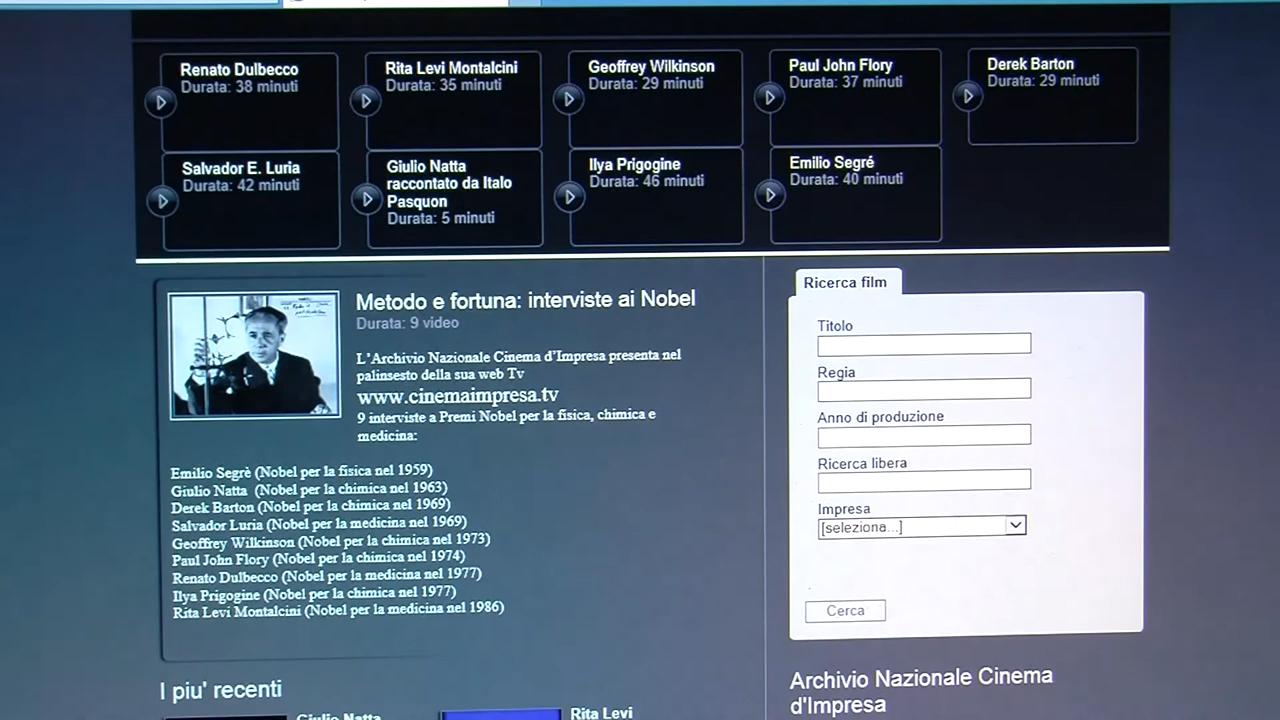 Renato Dulbecco
Durata: 38 minuti
Rita Levi Montalcini
Durata: 35 minuti
Geoffrey Wilkinson
Durata: 29 minuti
Paul John Flory
Durata: 37 minuti
Derek Barton
Durata: 29 minuti
Salvador E. Luria
Durata: 42 minuti
Giulio Natta
raccontato da Italo
Pasquon
Durata: 5 minuti
Ilya Prigogine
Durata: 46 minuti
Emilio Segré
Durata: 40 minuti
Metodo e fortuna: interviste ai Nobel
Durata: 9 video
L'Archivio Nazionale Cinema d'Impresa presenta nel
palinsesto della sua web Tv
www.cinemaimpresa.tv
9 interviste a Premi Nobel per la fisica, chimica e
medicina:
Emilio Segrè (Nobel per la fisica nel 1959)
Giulio Natta (Nobel per la chimica nel 1963)
Derek Barton (Nobel per la chimica nel 1969)
Salvador Luria (Nobel per la medicina nel 1969)
Geoffrey Wilkinson (Nobel per la chimica nel 1973)
Paul John Flory (Nobel per la chimica nel 1974)
Renato Dulbecco (Nobel per la medicina nel 1977)
Ilya Prigogine (Nobel per la chimica nel 1977)
Rita Levi Montalcini (Nobel per la medicina nel 1986)
Ricerca film
Titolo
Regia
Anno di produzione
Ricerca libera
Impresa
[seleziona...]
Cerca
I piu' recenti
Giulio Natta
Rita Levi
Archivio Nazionale Cinema
d'Impresa